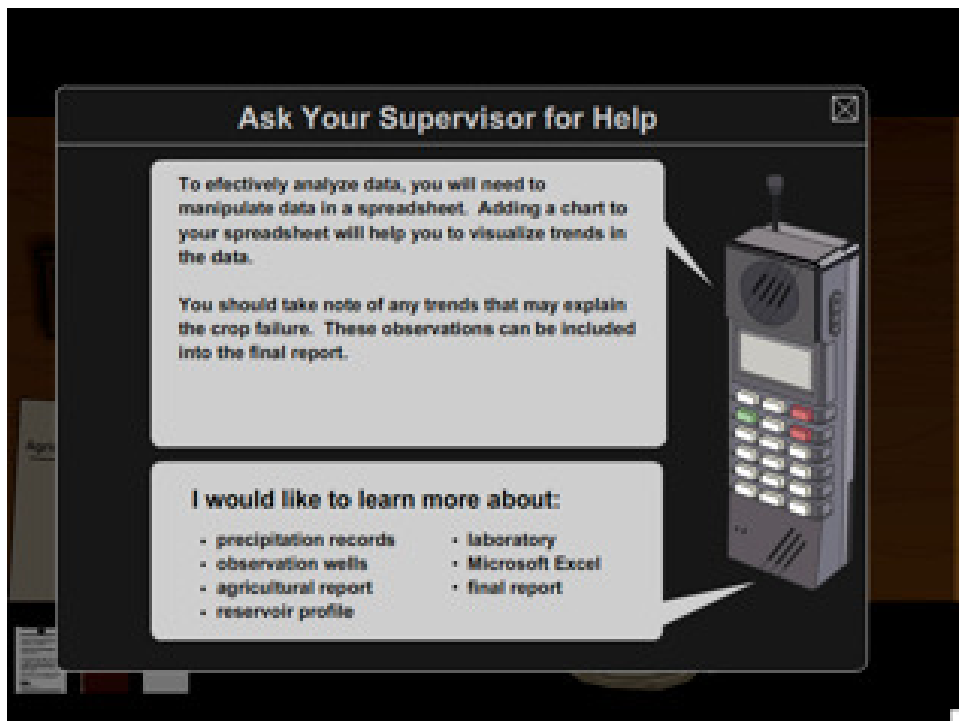 Ask Your Supervisor for Help
To efectively analyze data, you will need to
manipulate data in a spreadsheet. Adding a chart to
your spreadsheet will help you to visualize trends in
the data.
You should take note of any trends that may explain
the crop failure. These observations can be included
into the final report.
I would like to learn more about:
• precipitation records
• observation wells
• agricultural report
• reservoir profile
• laboratory
• Microsoft Excel
• final report